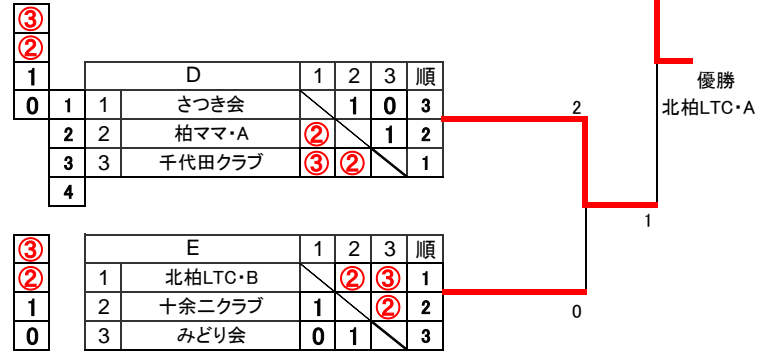 ③
②
1 D 1 2 3 順
優勝
0 1 1 さつき会 1 0 3 2 北柏LTC・A
2 2 柏ママ・A ② 1 2
3 3 千代田クラブ ③ ② 1
4
1
③ E 1 2 3 順
② 1 北柏LTC・B ② ③ 1
1 2 十余二クラブ 1 ② 2 0
0 3 みどり会 0 1 3